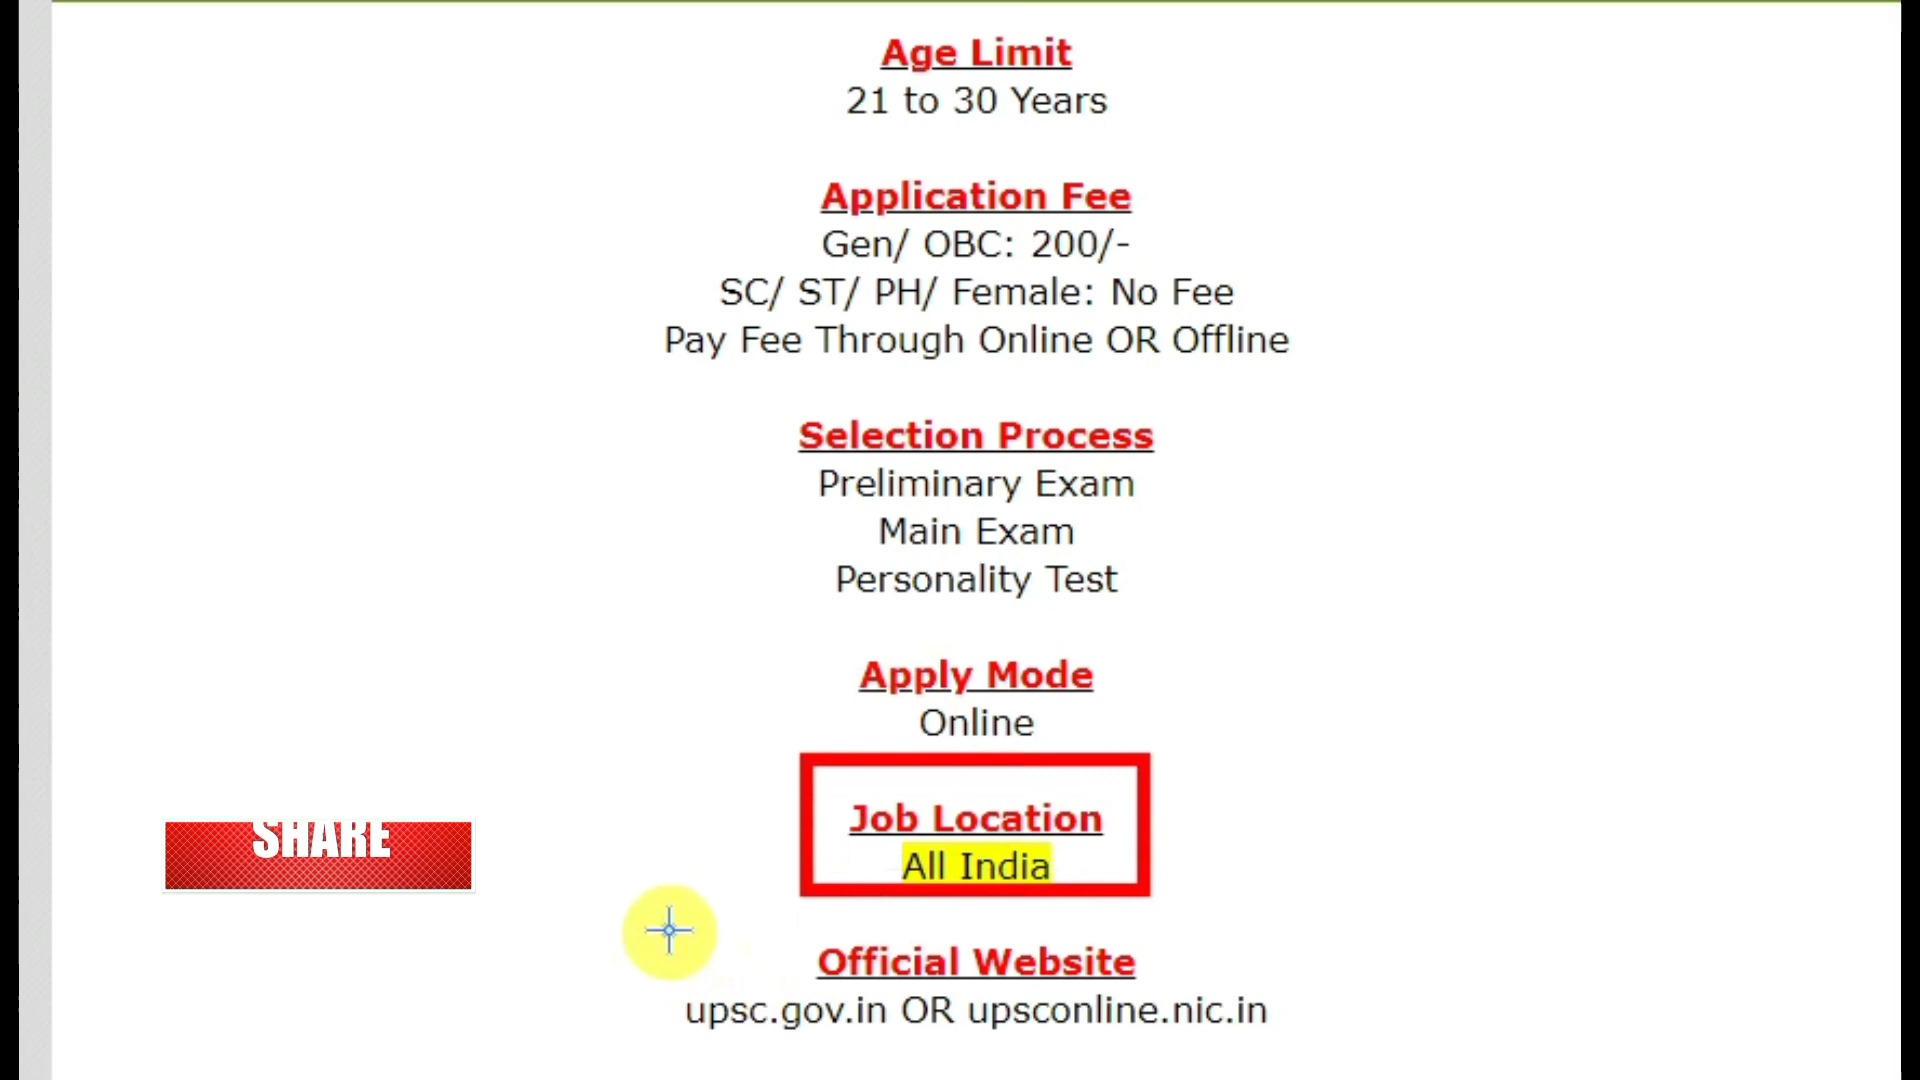 Age Limit
21 to 30 Years
Application Fee
Gen/ OBC: 200/-
SC/ ST/ PH/ Female: No Fee
Pay Fee Through Online OR Offline
Selection Process
Preliminary Exam
Main Exam
Personality Test
Apply Mode
Online
Job Location
All India
SHARE
Official Website
upsc.gov.in OR upsconline.nic.in